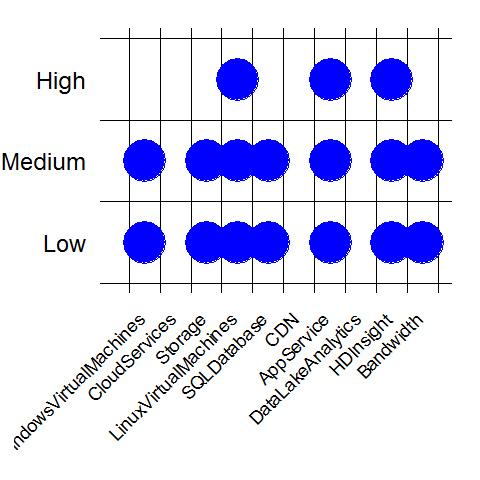 High
Medium
Low
ndowsVirtualMachines
CloudServices
Storage
LinuxVirtualMachines
SQLDatabase
CDN
AppService
DataLakeAnalytics
HDInsight
Bandwidth